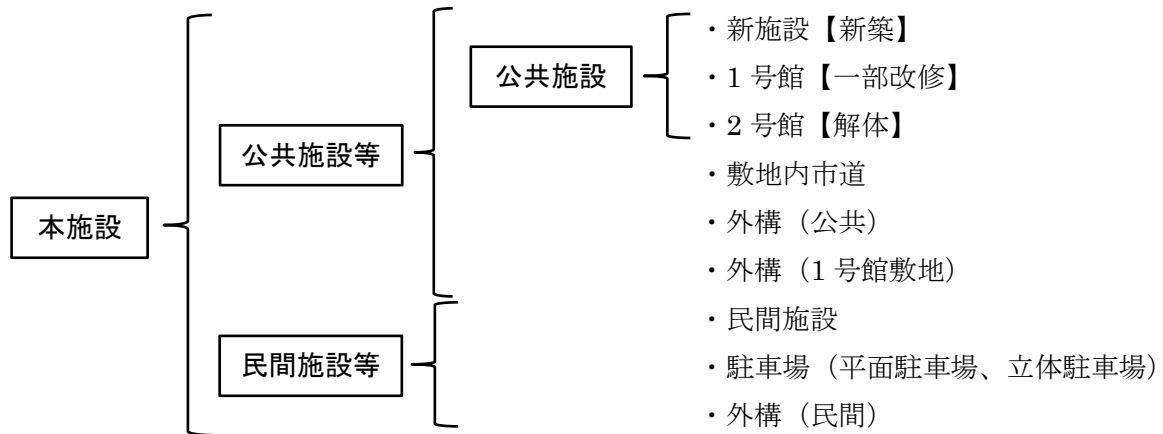 ・新施設【新築】
公共施設
・1 号館【一部改修】
・2 号館【解体】
公共施設等
・敷地内市道
本施設
・外構（公共）
・外構（1 号館敷地）
・民間施設
民間施設等
・駐車場（平面駐車場、立体駐車場）
・外構（民間）